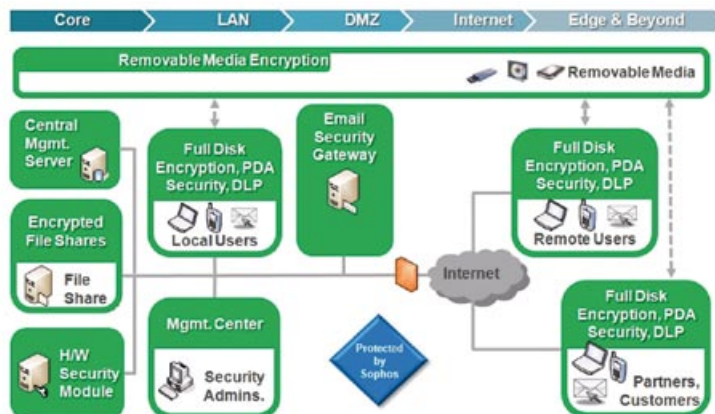 Core
LAN
DMZ
Internet
Edge & Beyond
Removable Media Encryption
Removable Media
Central
Mgmt.
Server
Full Disk
Encryption, PDA
Security, DLP
Local Users
Email
Security
Gateway
Full Disk
Encryption, PDA
Security, DLP
Remote Users
Encrypted
File Shares
File
Share
Internet
H/W
Security
Module
Mgmt. Center
Security
Admins.
Protected
by
Sophos
Full Disk
Encryption, PDA
Security, DLP
Partners,
Customers